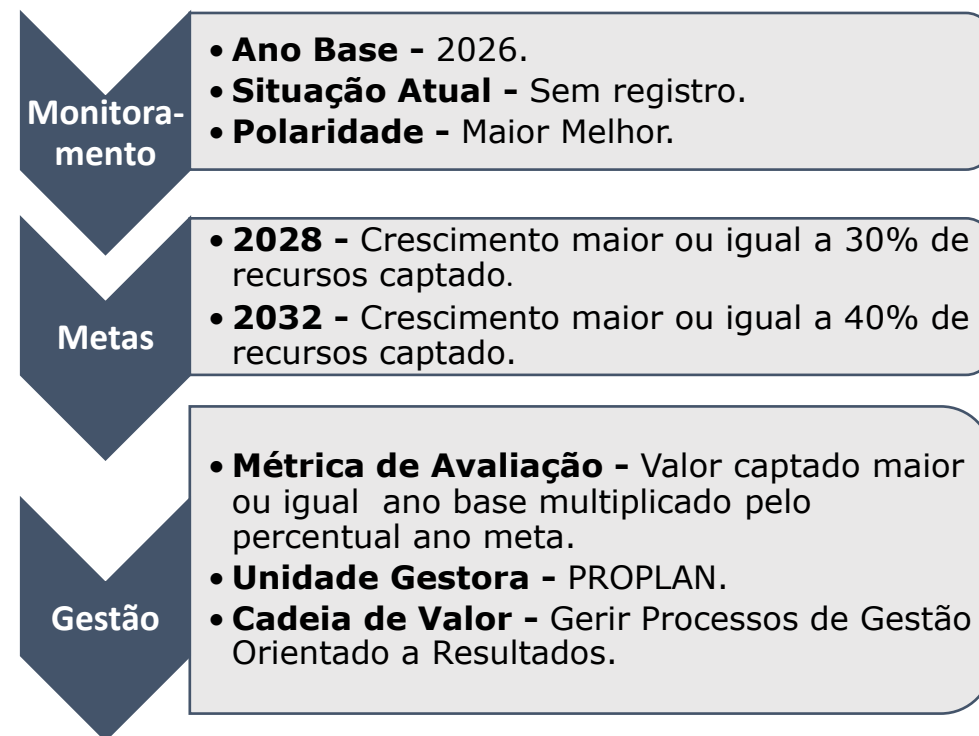 Monitora-
mento
• Ano Base - 2026.
• Situação Atual - Sem registro.
• Polaridade - Maior Melhor.
Metas
• 2028 - Crescimento maior ou igual a 30% de
recursos captado.
• 2032 - Crescimento maior ou igual a 40% de
recursos captado.
Gestão
• Métrica de Avaliação - Valor captado maior
ou igual  ano base multiplicado pelo
percentual ano meta.
• Unidade Gestora - PROPLAN.
• Cadeia de Valor - Gerir Processos de Gestão
Orientado a Resultados.